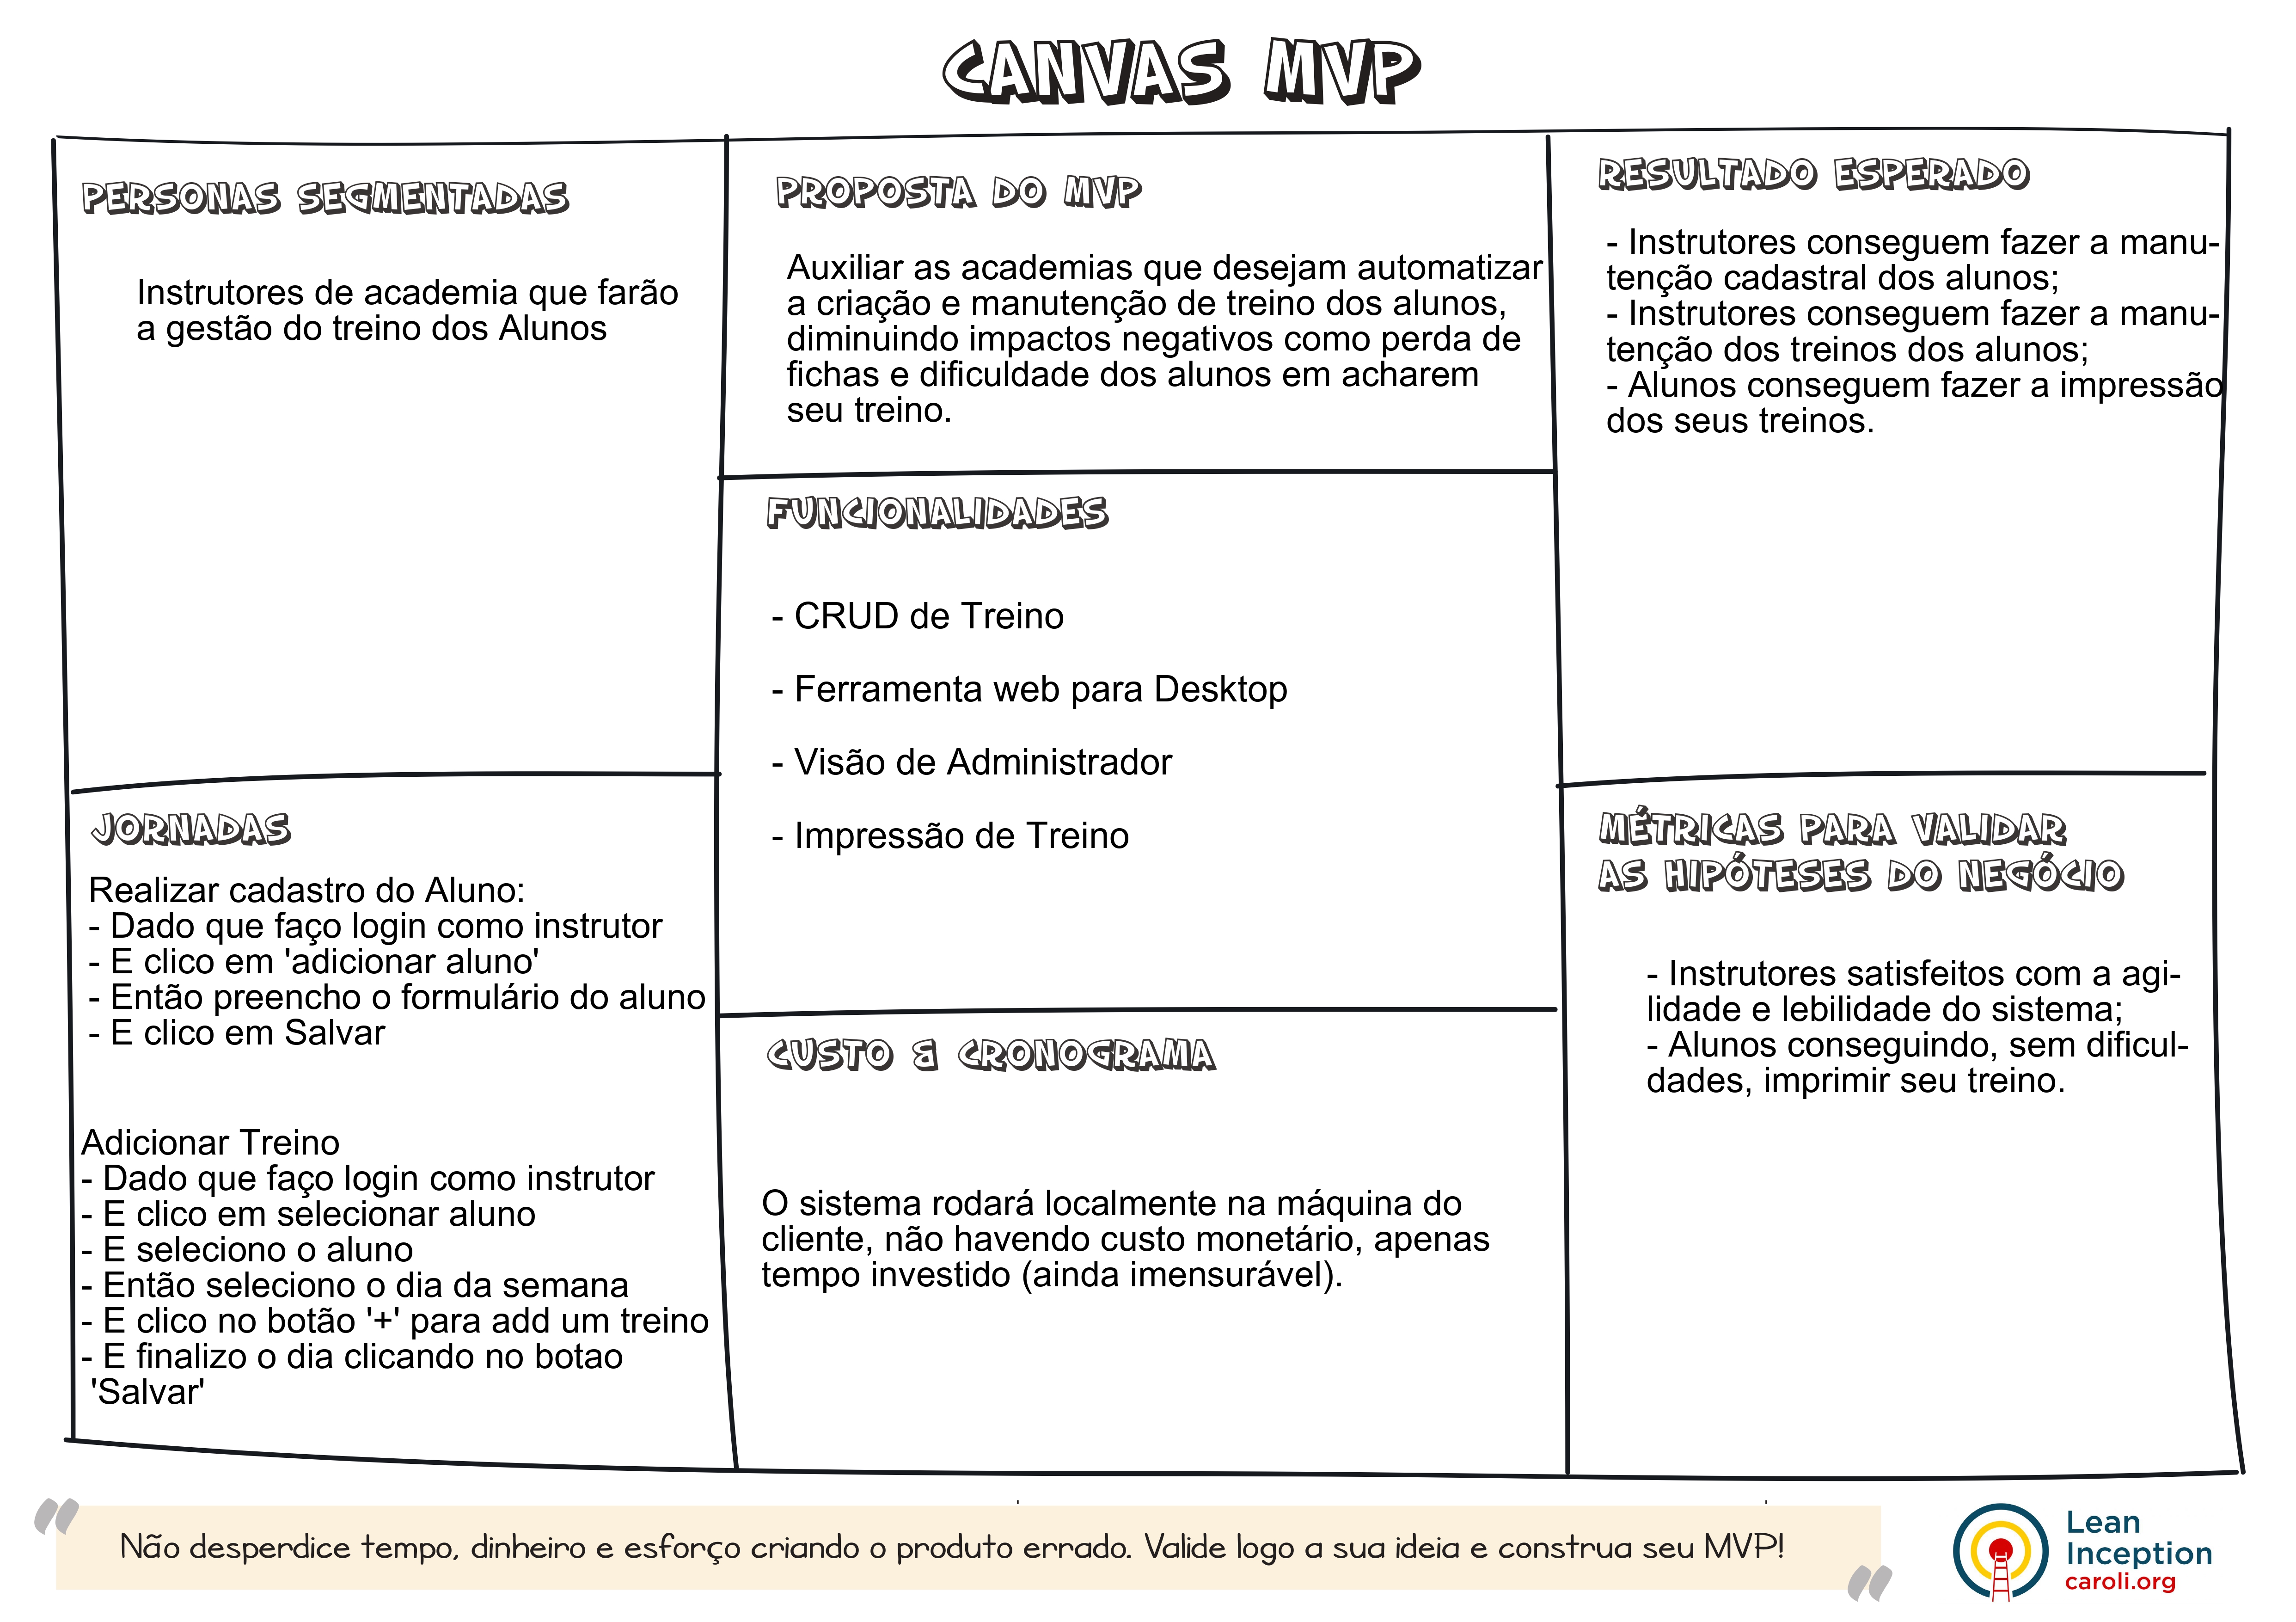 CANVAS MVP
PERSONAS SEGMENTADAS
Instrutores de academia que farão
a gestão do treino dos Alunos
PROPOSTA DO MVP
Auxiliar as academias que desejam automatizar
a criação e manutenção de treino dos alunos,
diminuindo impactos negativos como perda de
fichas e dificuldade dos alunos em acharem
seu treino.
RESULTADO ESPERADO
- Instrutores conseguem fazer a manu-
tenção cadastral dos alunos;
- Instrutores conseguem fazer a manu-
tenção dos treinos dos alunos;
- Alunos conseguem fazer a impressão
dos seus treinos.
FUNCIONALIDADES
- CRUD de Treino
- Ferramenta web para Desktop
- Visão de Administrador
- Impressão de Treino
JORNADAS
Realizar cadastro do Aluno:
- Dado que faço login como instrutor
- E clico em 'adicionar aluno'
- Então preencho o formulário do aluno
- E clico em Salvar
Adicionar Treino
- Dado que faço login como instrutor
- E clico em selecionar aluno
- E seleciono o aluno
- Então seleciono o dia da semana
- E clico no botão '+' para add um treino
- E finalizo o dia clicando no botao
'Salvar'
CUSTO & CRONOGRAMA
O sistema rodará localmente na máquina do
cliente, não havendo custo monetário, apenas
tempo investido (ainda imensurável).
MÉTRICAS PARA VALIDAR
AS HIPÓTESES DO NEGÓCIO
- Instrutores satisfeitos com a agi-
lidade e lebilidade do sistema;
- Alunos conseguindo, sem dificul-
dades, imprimir seu treino.
" Não desperdice tempo, dinheiro e esforço criando o produto errado. Valide logo a sua ideia e construa seu MVP! "
Lean
Inception
caroli.org